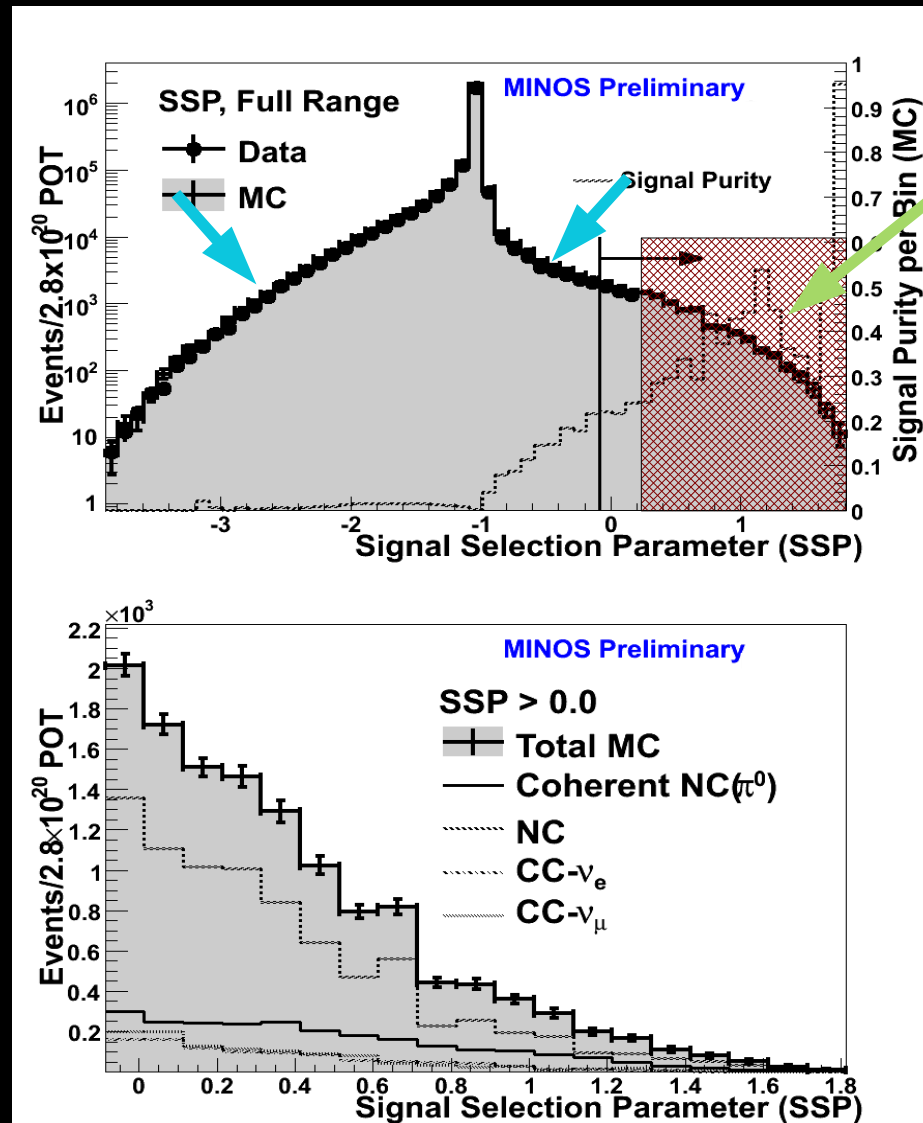 MINOS Preliminary
SSP, Full Range
Data
MC
Signal Purity
10^6
10^5
10^4
10^3
10^2
10
1
Events/2.8x10^20 POT
1
0.9
0.8
0.7
0.5
0.4
0.3
0.2
0.1
0
Signal Purity per Bin (MC)
-3 -2 -1 0 1
Signal Selection Parameter (SSP)
×10^3
MINOS Preliminary
SSP > 0.0
Total MC
Coherent NC(π^0)
NC
CC-ν_e
CC-ν_μ
2.2
2
1.8
1.6
1.4
1.2
1
0.8
0.6
0.4
0.2
Events/2.8×10^20 POT
0 0.2 0.4 0.6 0.8 1 1.2 1.4 1.6 1.8
Signal Selection Parameter (SSP)